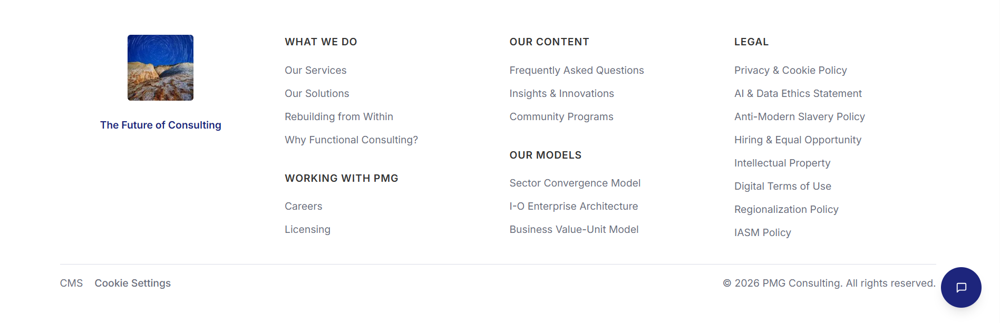 The Future of Consulting
WHAT WE DO
Our Services
Our Solutions
Rebuilding from Within
Why Functional Consulting?
WORKING WITH PMG
Careers
Licensing
OUR CONTENT
Frequently Asked Questions
Insights & Innovations
Community Programs
OUR MODELS
Sector Convergence Model
I-O Enterprise Architecture
Business Value-Unit Model
LEGAL
Privacy & Cookie Policy
AI & Data Ethics Statement
Anti-Modern Slavery Policy
Hiring & Equal Opportunity
Intellectual Property
Digital Terms of Use
Regionalization Policy
IASM Policy
CMS Cookie Settings
© 2026 PMG Consulting. All rights reserved.